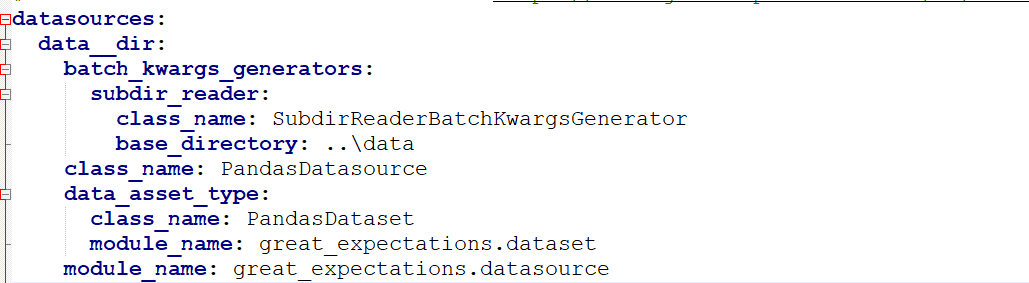 datasources:
  data__dir:
    batch_kwargs_generators:
      subdir_reader:
        class_name: SubdirReaderBatchKwargsGenerator
        base_directory: ..\data
    class_name: PandasDatasource
    data_asset_type:
      class_name: PandasDataset
      module_name: great_expectations.dataset
    module_name: great_expectations.datasource